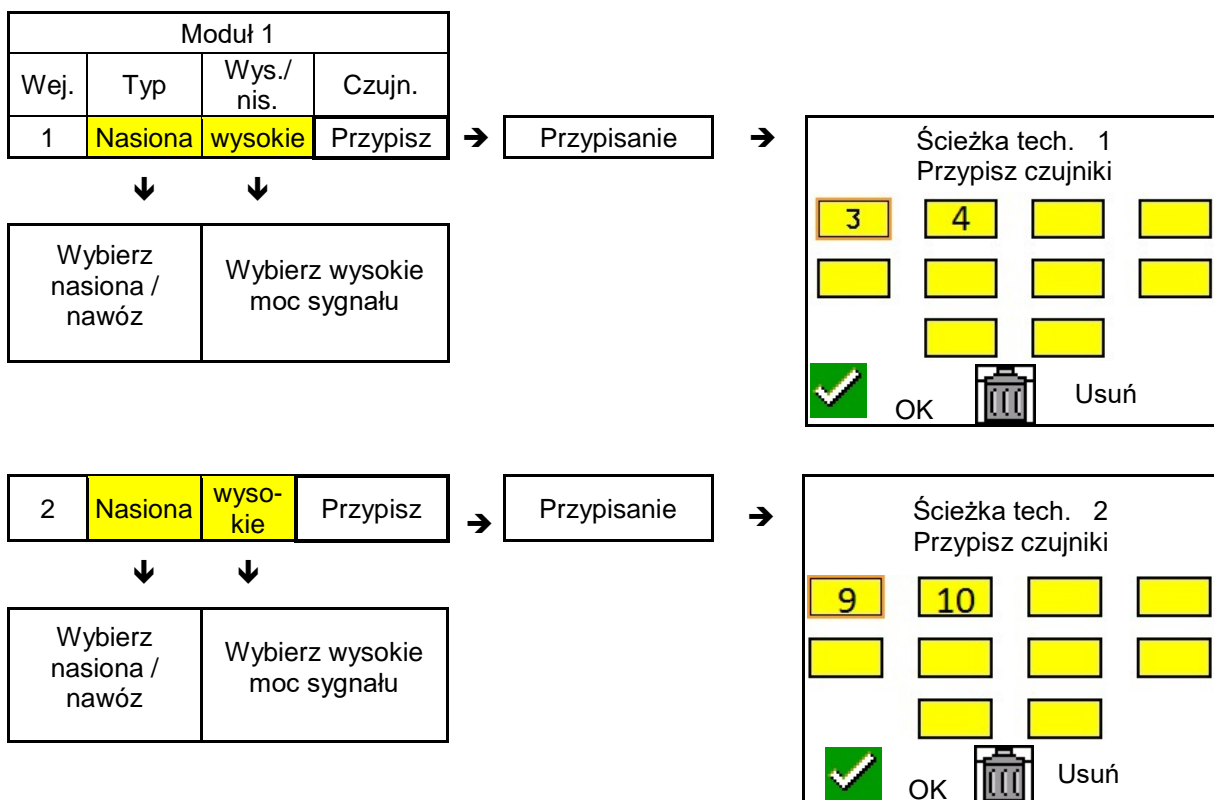 Moduł 1
Wej. Typ Wys./ nis. Czujn.
1 Nasiona wysokie Przypisz ➔ Przypisanie ➔
Wybierz
nasiona /
nawóz
Wybierz wysokie
moc sygnału
Ścieżka tech. 1
Przypisz czujniki
3 4
OK Usuń
2 Nasiona wyso-
kie Przypisz ➔ Przypisanie ➔
Wybierz
nasiona /
nawóz
Wybierz wysokie
moc sygnału
Ścieżka tech. 2
Przypisz czujniki
9 10
OK Usuń